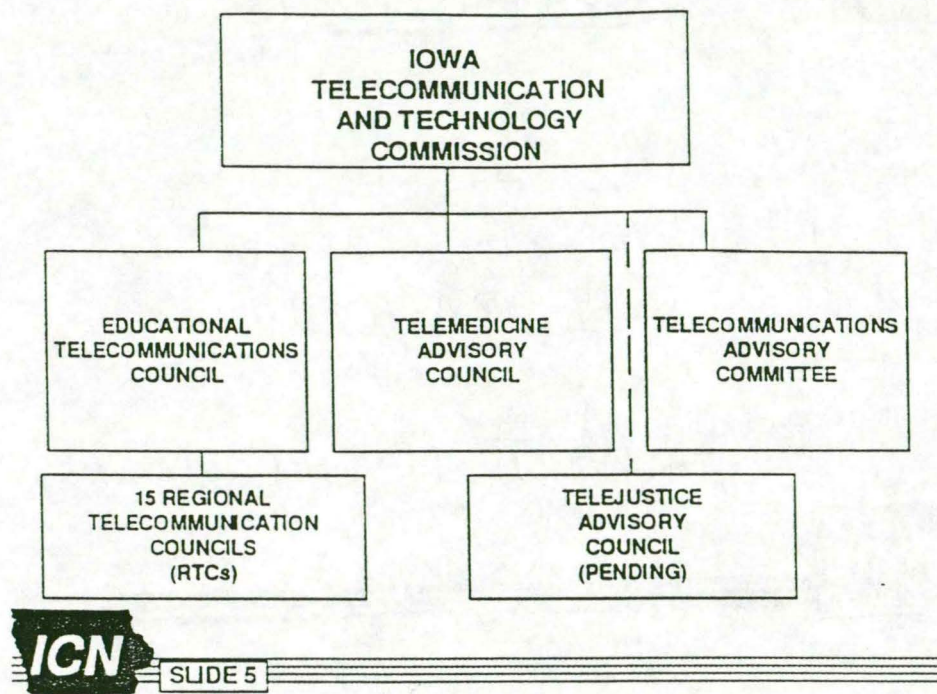 IOWA
TELECOMMUNICATION
AND TECHNOLOGY
COMMISSION
EDUCATIONAL
TELECOMMUNICATIONS
COUNCIL
TELEMEDICINE
ADVISORY
COUNCIL
TELECOMMUNICATIONS
ADVISORY
COMMITTEE
15 REGIONAL
TELECOMMUNICATION
COUNCILS
(RTCs)
TELEJUSTICE
ADVISORY
COUNCIL
(PENDING)
ICN
SLIDE 5